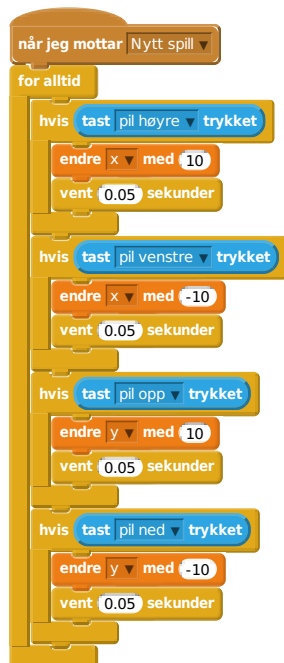 når jeg mottar Nytt spill
for alltid
hvis tast pil høyre trykket
endre x med 10
vent 0.05 sekunder
hvis tast pil venstre trykket
endre x med -10
vent 0.05 sekunder
hvis tast pil opp trykket
endre y med 10
vent 0.05 sekunder
hvis tast pil ned trykket
endre y med -10
vent 0.05 sekunder